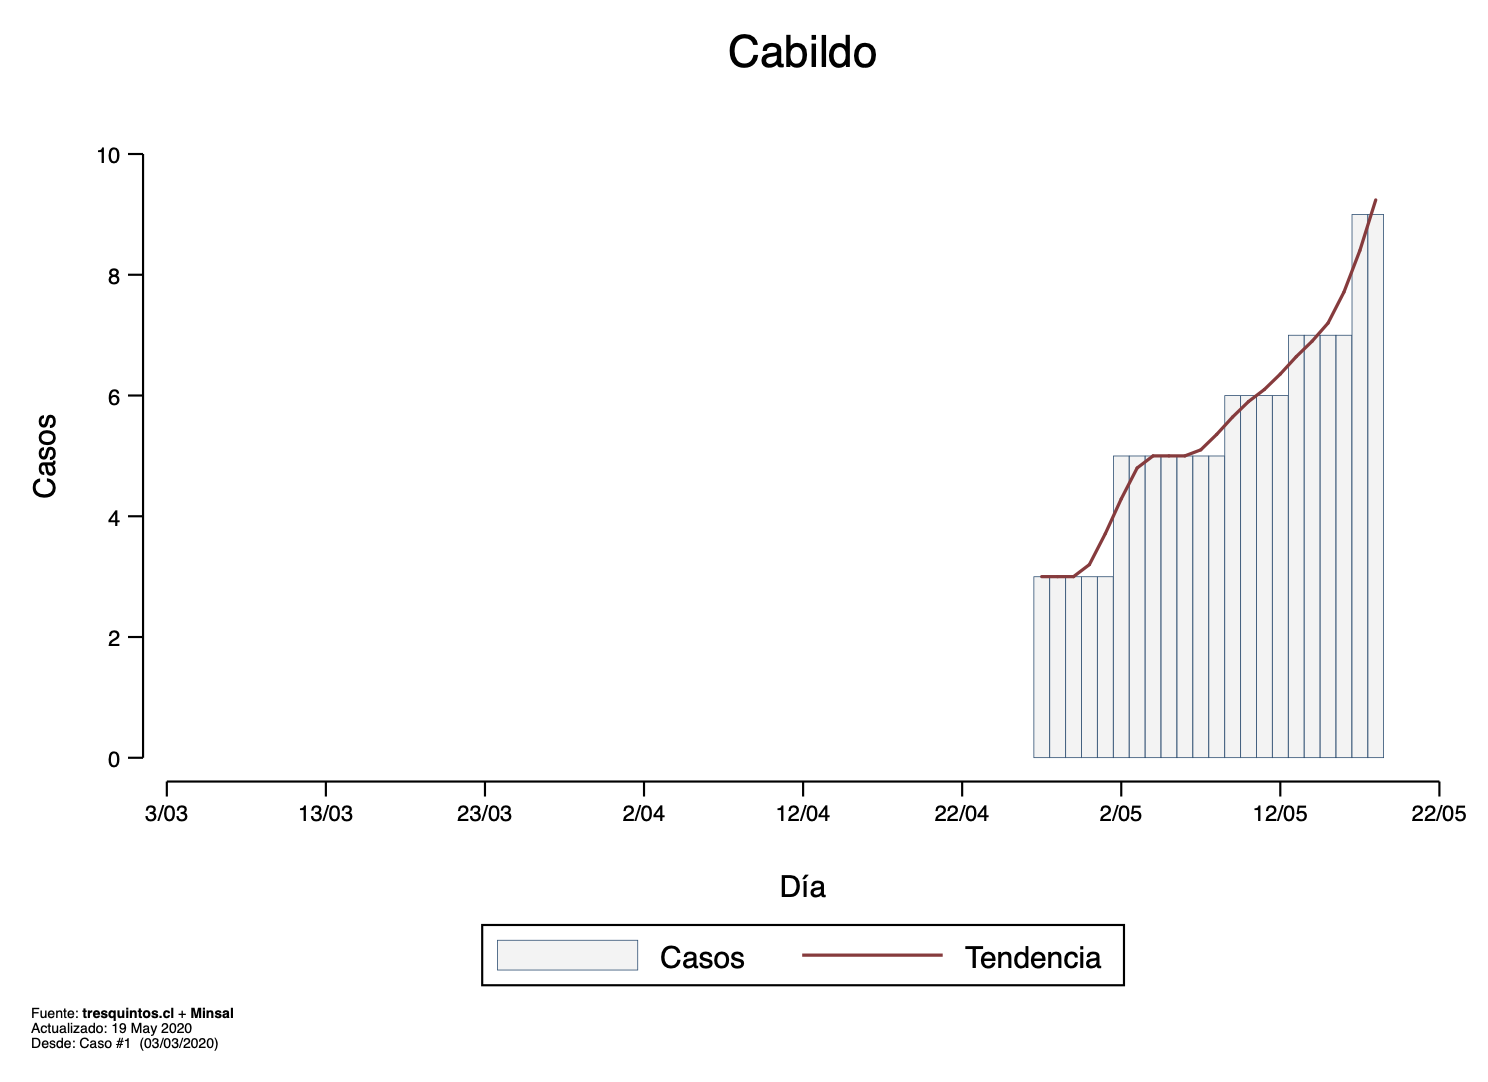 Cabildo
10
8
6
4
2
0
Casos
3/03 13/03 23/03 2/04 12/04 22/04 2/05 12/05 22/05
Día
Casos Tendencia
Fuente: tresquintos.cl + Minsal
Actualizado: 19 May 2020
Desde: Caso #1 (03/03/2020)